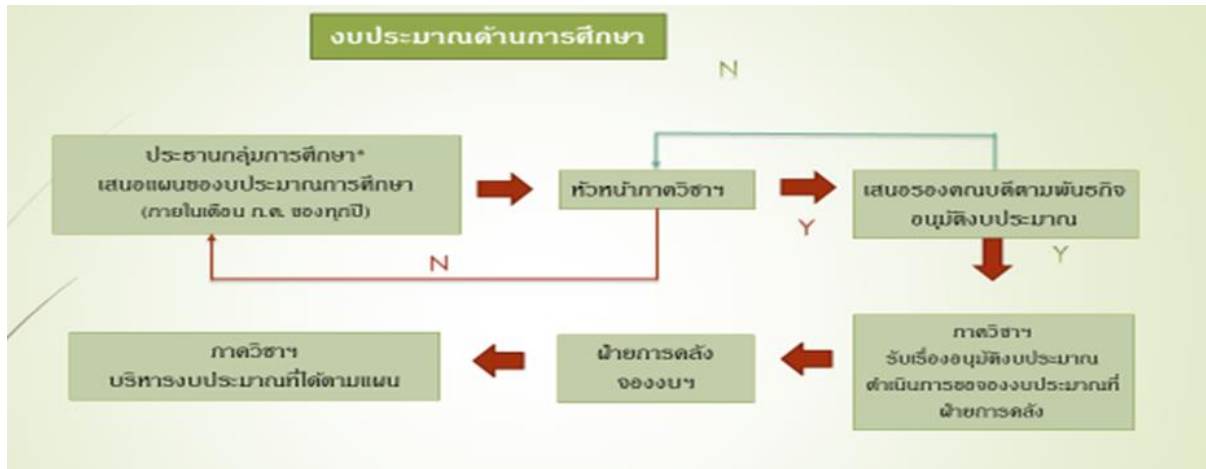 งบประมาณด้านการศึกษา
N
ประธานกลุ่มการศึกษา*
เสนอแผนของบประมาณการศึกษา
(ภายในเดือน ก.ค. ของทุกปี)
หัวหน้าภาควิชาฯ
Y
เสนอรองคณบดีตามพันธกิจ
อนุมัติงบประมาณ
N
Y
ภาควิชาฯ
รับเรื่องอนุมัติงบประมาณ
ดำเนินการขอจองงบประมาณที่
ฝ่ายการคลัง
ฝ่ายการคลัง
จองงบฯ
ภาควิชาฯ
บริหารงบประมาณที่ได้ตามแผน